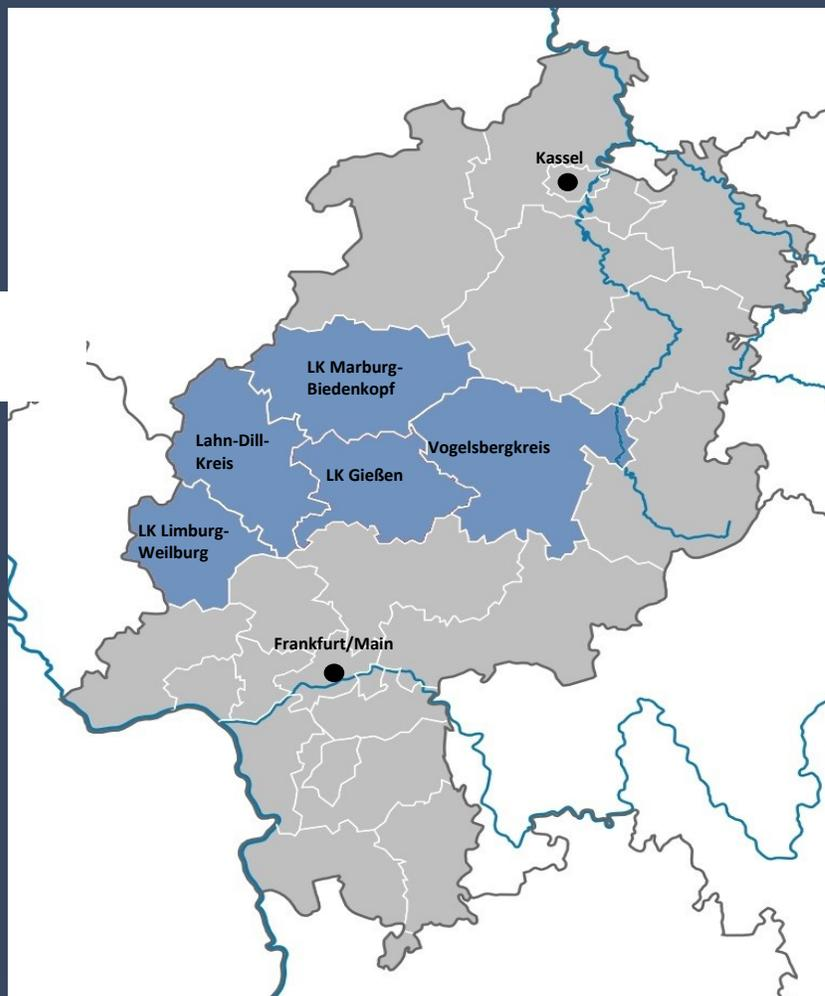 Kassel
LK Marburg-
Biedenkopf
Lahn-Dill-
Kreis
Vogelsbergkreis
LK Gießen
LK Limburg-
Weilburg
Frankfurt/Main